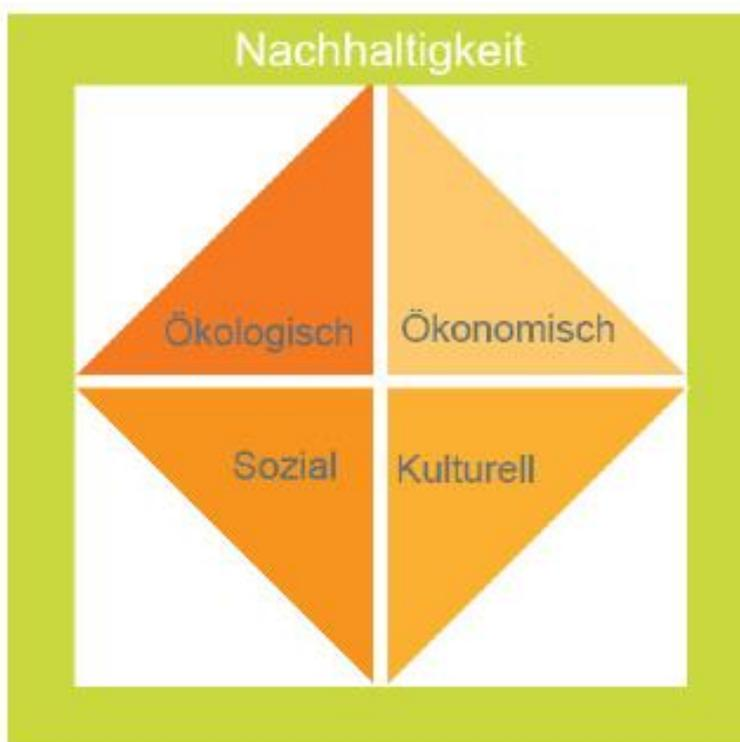 Nachhaltigkeit
Ökologisch
Ökonomisch
Sozial
Kulturell